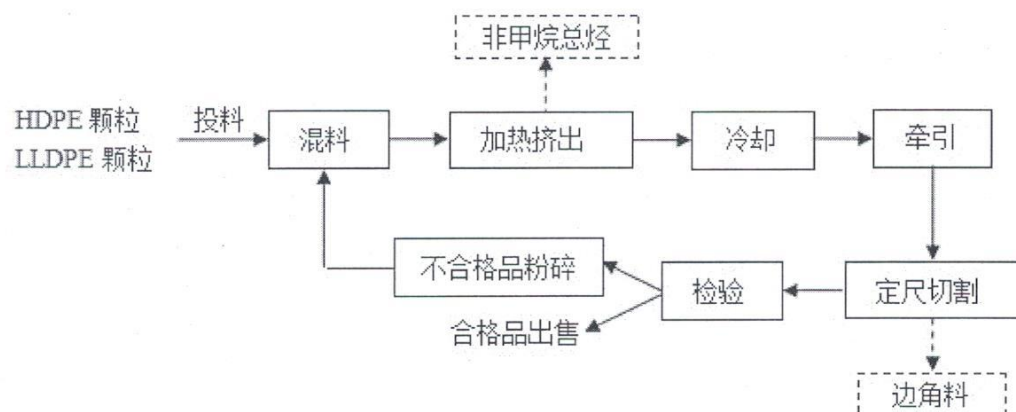 非甲烷总烃
HDPE 颗粒
LLDPE 颗粒
投料
混料
加热挤出
冷却
牵引
不合格品粉碎
检验
定尺切割
合格品出售
边角料